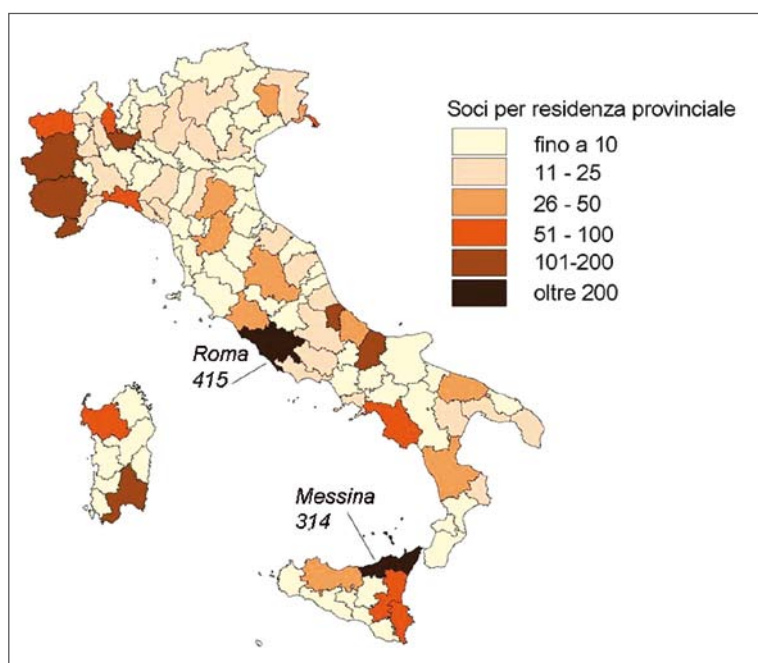 Soci per residenza provinciale
fino a 10
11 - 25
26 - 50
51 - 100
101-200
oltre 200
Roma
415
Messina
314